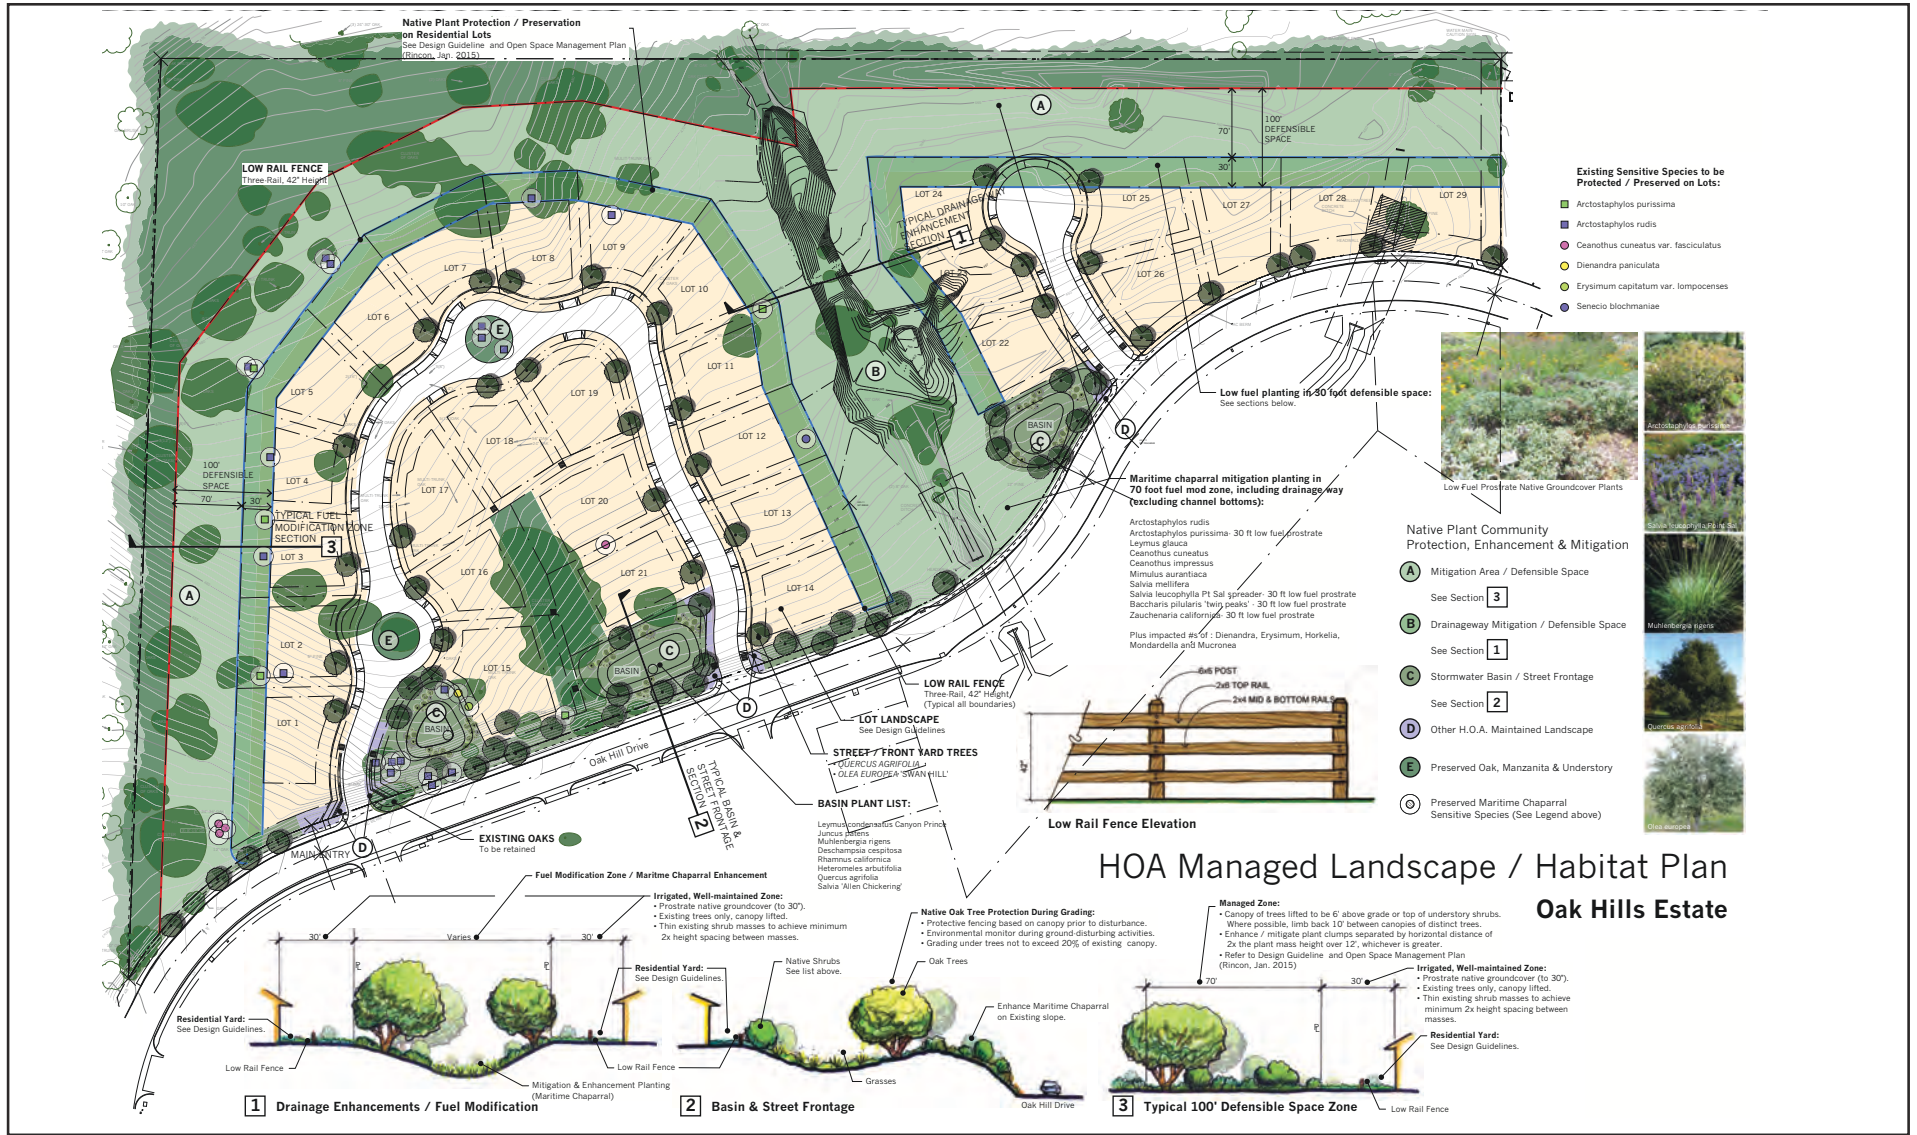 Native Plant Protection / Preservation
on Residential Lots
See Design Guideline and Open Space Management Plan
(Rincon, Jan. 2015)
LOW RAIL FENCE
Three-Rail, 42" Height
A
70'
100'
DEFENSIBLE
SPACE
30'
LOT 24
LOT 25
LOT 27
LOT 28
LOT 29
TYPICAL DRAINAGE WAY
ENHANCEMENT
SECTION
1
LOT 23
LOT 26
LOT 22
LOT 9
LOT 8
LOT 7
LOT 10
LOT 6
E
LOT 11
B
LOT 5
LOT 19
LOT 18
LOT 12
BASIN
C
D
100'
DEFENSIBLE
SPACE
70'
30'
LOT 4
LOT 17
LOT 20
LOT 13
TYPICAL FUEL
MODIFICATION ZONE
SECTION
3
LOT 3
LOT 16
LOT 21
LOT 14
A
LOT 2
E
LOT 15
BASIN
C
LOT 1
C
BASIN
D
Oak Hill Drive
MAIN ENTRY
D
EXISTING OAKS
To be retained
TYPICAL BASIN &
STREET FRONTAGE
SECTION
2
Existing Sensitive Species to be
Protected / Preserved on Lots:
Arctostaphylos purissima
Arctostaphylos rudis
Ceanothus cuneatus var. fasciculatus
Dienandra paniculata
Erysimum capitatum var. lompocenses
Senecio blochmaniae
Low fuel planting in 30 foot defensible space:
See sections below.
Low Fuel Prostrate Native Groundcover Plants
Arctostaphylos purissima
Salvia leucophylla Point Sal
Muhlenbergia rigens
Quercus agrifolia
Olea europea
Maritime chaparral mitigation planting in
70 foot fuel mod zone, including drainage way
(excluding channel bottoms):
Arctostaphylos rudis
Arctostaphylos purissima- 30 ft low fuel prostrate
Leymus glauca
Ceanothus cuneatus
Ceanothus impressus
Mimulus aurantiaca
Salvia mellifera
Salvia leucophylla Pt Sal spreader- 30 ft low fuel prostrate
Baccharis pilularis 'twin peaks' - 30 ft low fuel prostrate
Zauchenaria californica- 30 ft low fuel prostrate
Plus impacted #s of : Dienandra, Erysimum, Horkelia,
Mondardella and Mucronea
Native Plant Community
Protection, Enhancement & Mitigation
A Mitigation Area / Defensible Space
See Section 3
B Drainageway Mitigation / Defensible Space
See Section 1
C Stormwater Basin / Street Frontage
See Section 2
D Other H.O.A. Maintained Landscape
E Preserved Oak, Manzanita & Understory
Preserved Maritime Chaparral
Sensitive Species (See Legend above)
LOW RAIL FENCE
Three-Rail, 42" Height
(Typical all boundaries)
LOT LANDSCAPE
See Design Guidelines
STREET / FRONT YARD TREES
• QUERCUS AGRIFOLIA
• OLEA EUROPEA 'SWAN HILL'
BASIN PLANT LIST:
Leymus condensatus Canyon Prince
Juncus patens
Muhlenbergia rigens
Deschampsia cespitosa
Rhamnus californica
Heteromeles arbutifolia
Quercus agrifolia
Salvia 'Allen Chickering'
6x6 POST
2x6 TOP RAIL
2x4 MID & BOTTOM RAILS
42"
Low Rail Fence Elevation
HOA Managed Landscape / Habitat Plan
Oak Hills Estate
Fuel Modification Zone / Maritme Chaparral Enhancement
Irrigated, Well-maintained Zone:
• Prostrate native groundcover (to 30").
• Existing trees only, canopy lifted.
• Thin existing shrub masses to achieve minimum
2x height spacing between masses.
30'
Varies
30'
Residential Yard:
See Design Guidelines.
Residential Yard:
See Design Guidelines.
Low Rail Fence
Low Rail Fence
Mitigation & Enhancement Planting
(Maritime Chaparral)
1 Drainage Enhancements / Fuel Modification
Native Oak Tree Protection During Grading:
• Protective fencing based on canopy prior to disturbance.
• Environmental monitor during ground-disturbing activities.
• Grading under trees not to exceed 20% of existing canopy.
Native Shrubs
See list above.
Oak Trees
Enhance Maritime Chaparral
on Existing slope.
Grasses
Oak Hill Drive
2 Basin & Street Frontage
Managed Zone:
• Canopy of trees lifted to be 6' above grade or top of understory shrubs.
Where possible, limb back 10' between canopies of distinct trees.
• Enhance / mitigate plant clumps separated by horizontal distance of
2x the plant mass height over 12', whichever is greater.
• Refer to Design Guideline and Open Space Management Plan
(Rincon, Jan. 2015)
Irrigated, Well-maintained Zone:
• Prostrate native groundcover (to 30").
• Existing trees only, canopy lifted.
• Thin existing shrub masses to achieve
minimum 2x height spacing between
masses.
70'
30'
Residential Yard:
See Design Guidelines.
Low Rail Fence
3 Typical 100' Defensible Space Zone